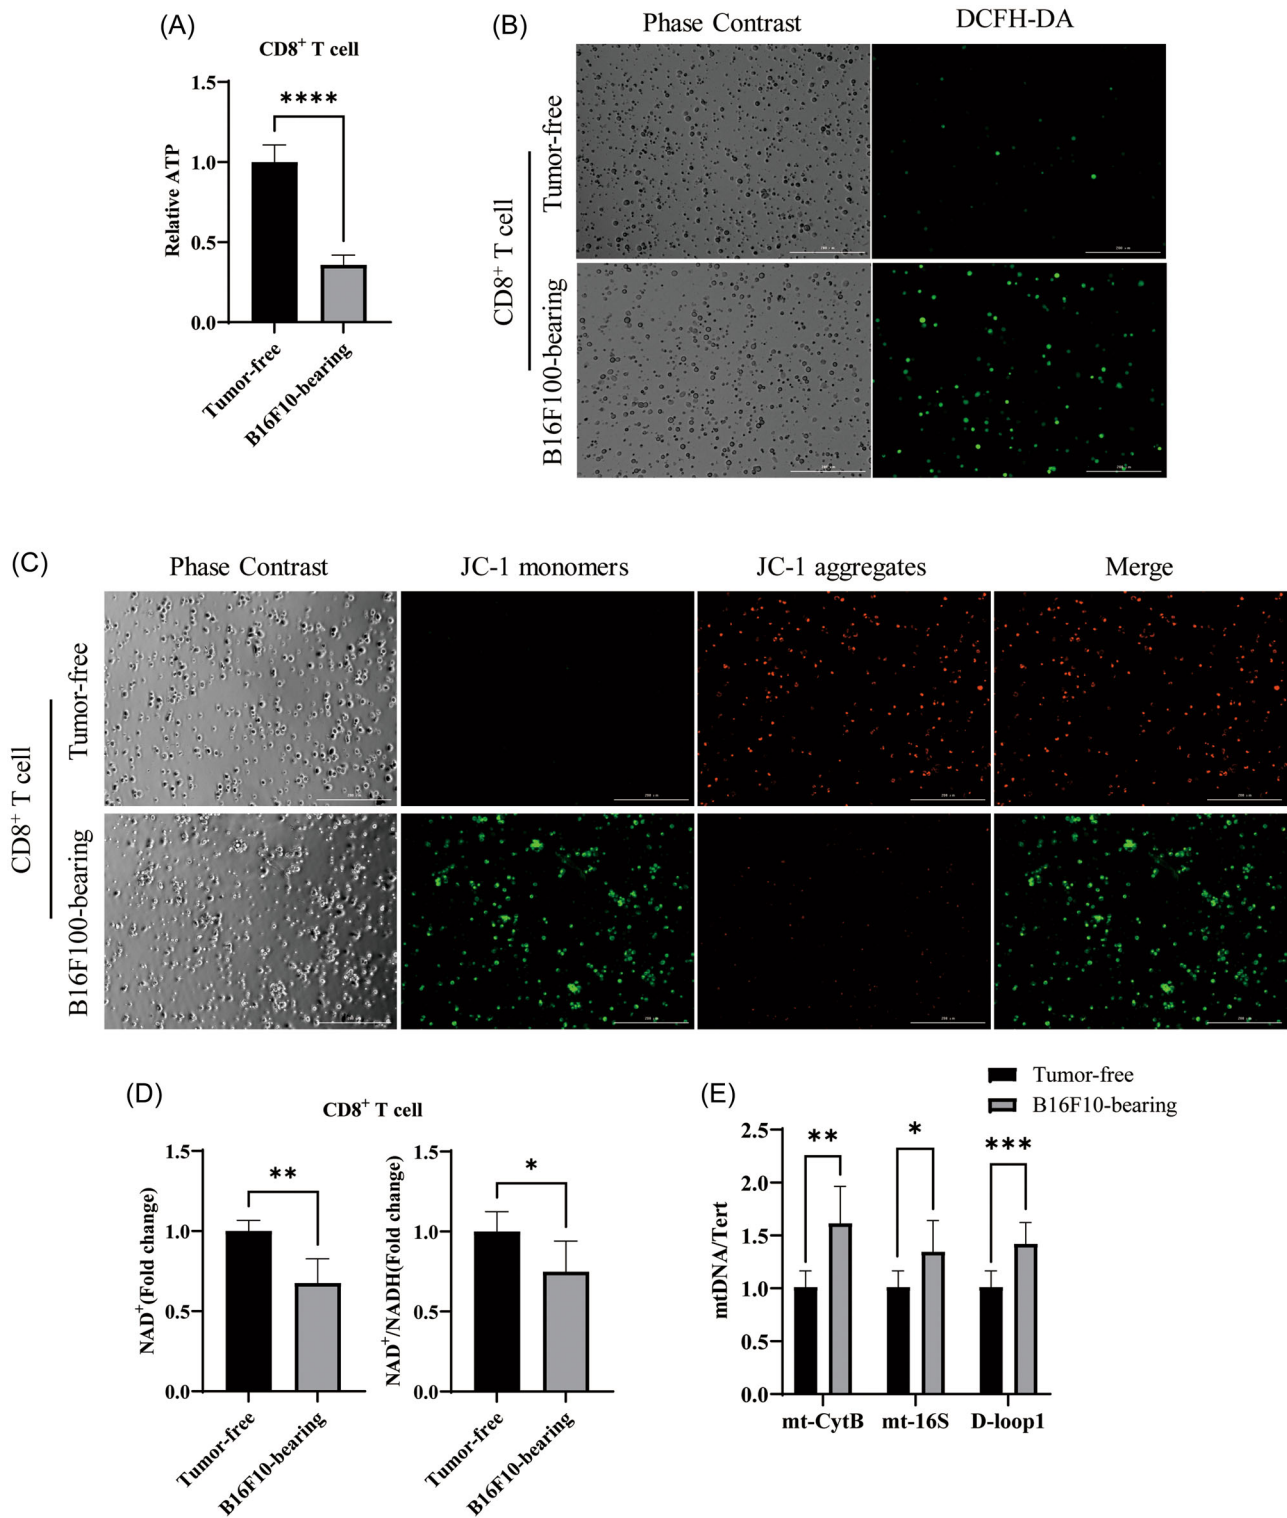 (A)
CD8⁺ T cell
1.5
1.0
0.5
0.0
Relative ATP
****
Tumor-free
B16F10-bearing
(B)
Phase Contrast
DCFH-DA
CD8⁺ T cell
Tumor-free
B16F100-bearing
(C)
Phase Contrast
JC-1 monomers
JC-1 aggregates
Merge
CD8⁺ T cell
Tumor-free
B16F100-bearing
(D)
CD8⁺ T cell
1.5
1.0
0.5
0.0
NAD⁺(Fold change)
**
Tumor-free
B16F10-bearing
1.5
1.0
0.5
0.0
NAD⁺/NADH(Fold change)
*
Tumor-free
B16F10-bearing
(E)
Tumor-free
B16F10-bearing
2.5
2.0
1.5
1.0
0.5
0.0
mtDNA/Tert
**
*
***
mt-CytB
mt-16S
D-loop1